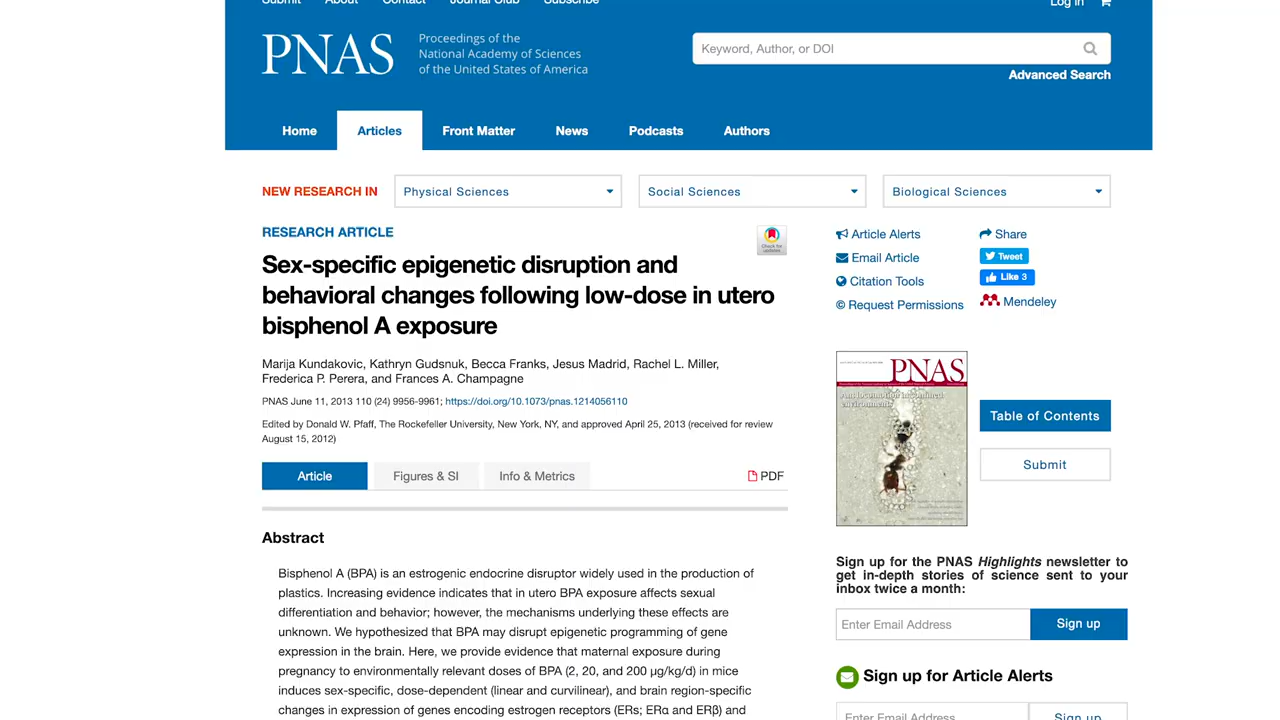 Submit About Contact Journal Club Subscribe Log in
PNAS
Proceedings of the
National Academy of Sciences
of the United States of America
Keyword, Author, or DOI
Advanced Search
Home Articles Front Matter News Podcasts Authors
NEW RESEARCH IN Physical Sciences Social Sciences Biological Sciences
RESEARCH ARTICLE
Check for
updates
Sex-specific epigenetic disruption and
behavioral changes following low-dose in utero
bisphenol A exposure
Marija Kundakovic, Kathryn Gudsnuk, Becca Franks, Jesus Madrid, Rachel L. Miller,
Frederica P. Perera, and Frances A. Champagne
PNAS June 11, 2013 110 (24) 9956-9961; https://doi.org/10.1073/pnas.1214056110
Edited by Donald W. Pfaff, The Rockefeller University, New York, NY, and approved April 25, 2013 (received for review
August 15, 2012)
Article Figures & SI Info & Metrics PDF
Abstract
Bisphenol A (BPA) is an estrogenic endocrine disruptor widely used in the production of
plastics. Increasing evidence indicates that in utero BPA exposure affects sexual
differentiation and behavior; however, the mechanisms underlying these effects are
unknown. We hypothesized that BPA may disrupt epigenetic programming of gene
expression in the brain. Here, we provide evidence that maternal exposure during
pregnancy to environmentally relevant doses of BPA (2, 20, and 200 µg/kg/d) in mice
induces sex-specific, dose-dependent (linear and curvilinear), and brain region-specific
changes in expression of genes encoding estrogen receptors (ERs; ERα and ERβ) and
Article Alerts
Email Article
Citation Tools
© Request Permissions
Share
Tweet
Like 3
Mendeley
PNAS
Table of Contents
Submit
Sign up for the PNAS Highlights newsletter to
get in-depth stories of science sent to your
inbox twice a month:
Enter Email Address Sign up
Sign up for Article Alerts
Enter Email Address Sign up